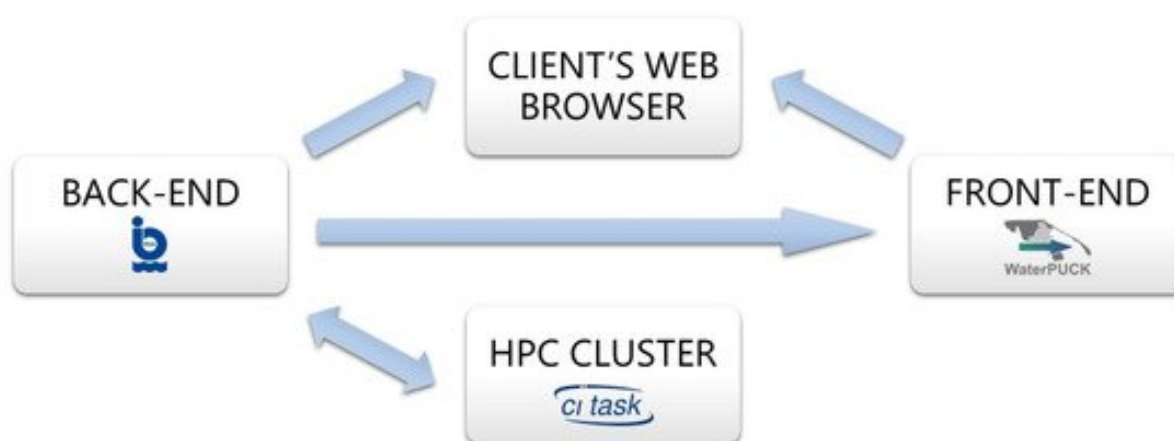 CLIENT'S WEB
BROWSER
BACK-END
FRONT-END
WaterPUCK
HPC CLUSTER
CI task